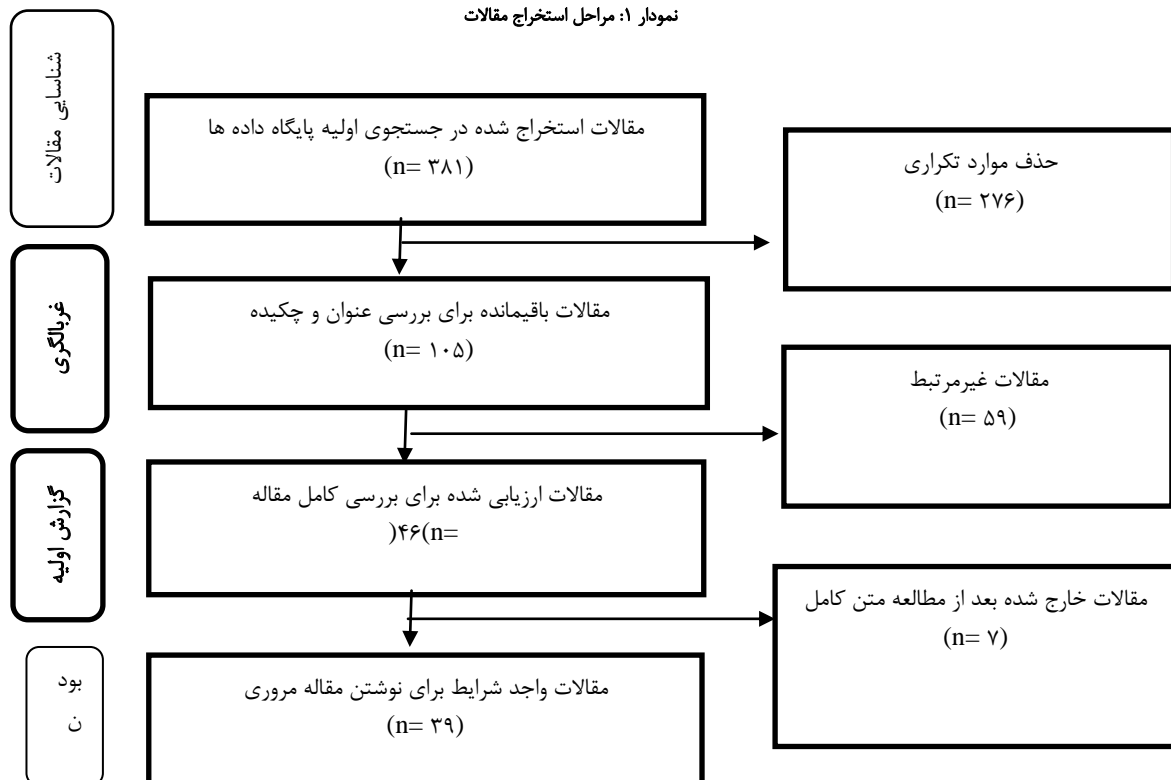 نمودار ۱: مراحل استخراج مقالات
شناسایی مقالات
مقالات استخراج شده در جستجوی اولیه پایگاه داده ها
(n= ۳۸۱)
حذف موارد تکراری
(n= ۲۷۶)
غربالگری
مقالات باقیمانده برای بررسی عنوان و چکیده
(n= ۱۰۵)
مقالات غیرمرتبط
(n= ۵۹)
گزارش اولیه
مقالات ارزیابی شده برای بررسی کامل مقاله
)۴۶(n=
مقالات خارج شده بعد از مطالعه متن کامل
(n= ۷)
بود
ن
مقالات واجد شرایط برای نوشتن مقاله مروری
(n= ۳۹)